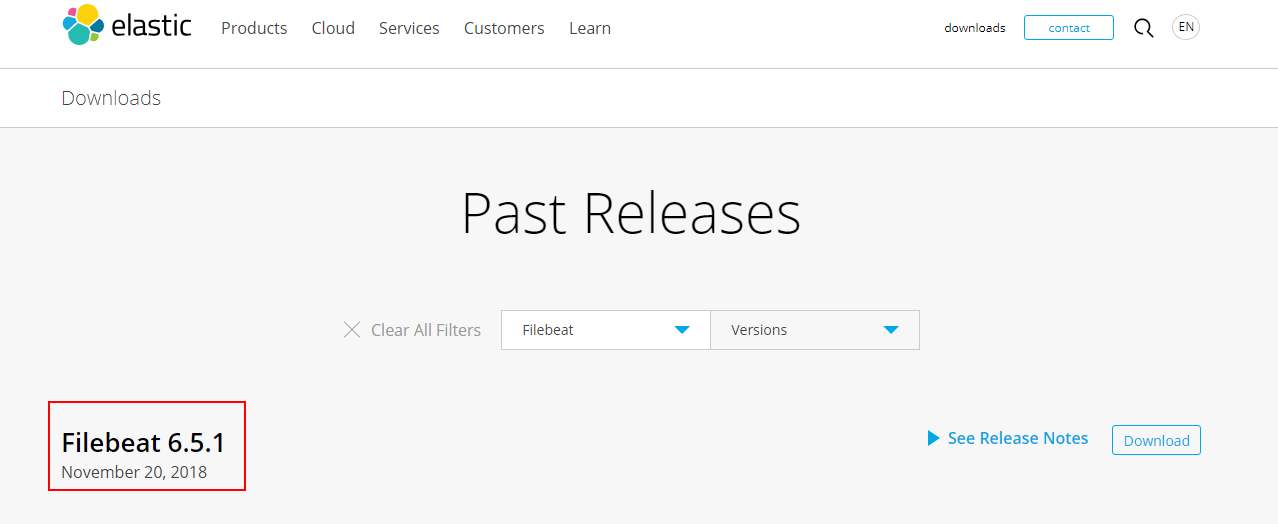 elastic Products Cloud Services Customers Learn downloads contact EN
Downloads
Past Releases
Clear All Filters Filebeat Versions
Filebeat 6.5.1 See Release Notes Download
November 20, 2018